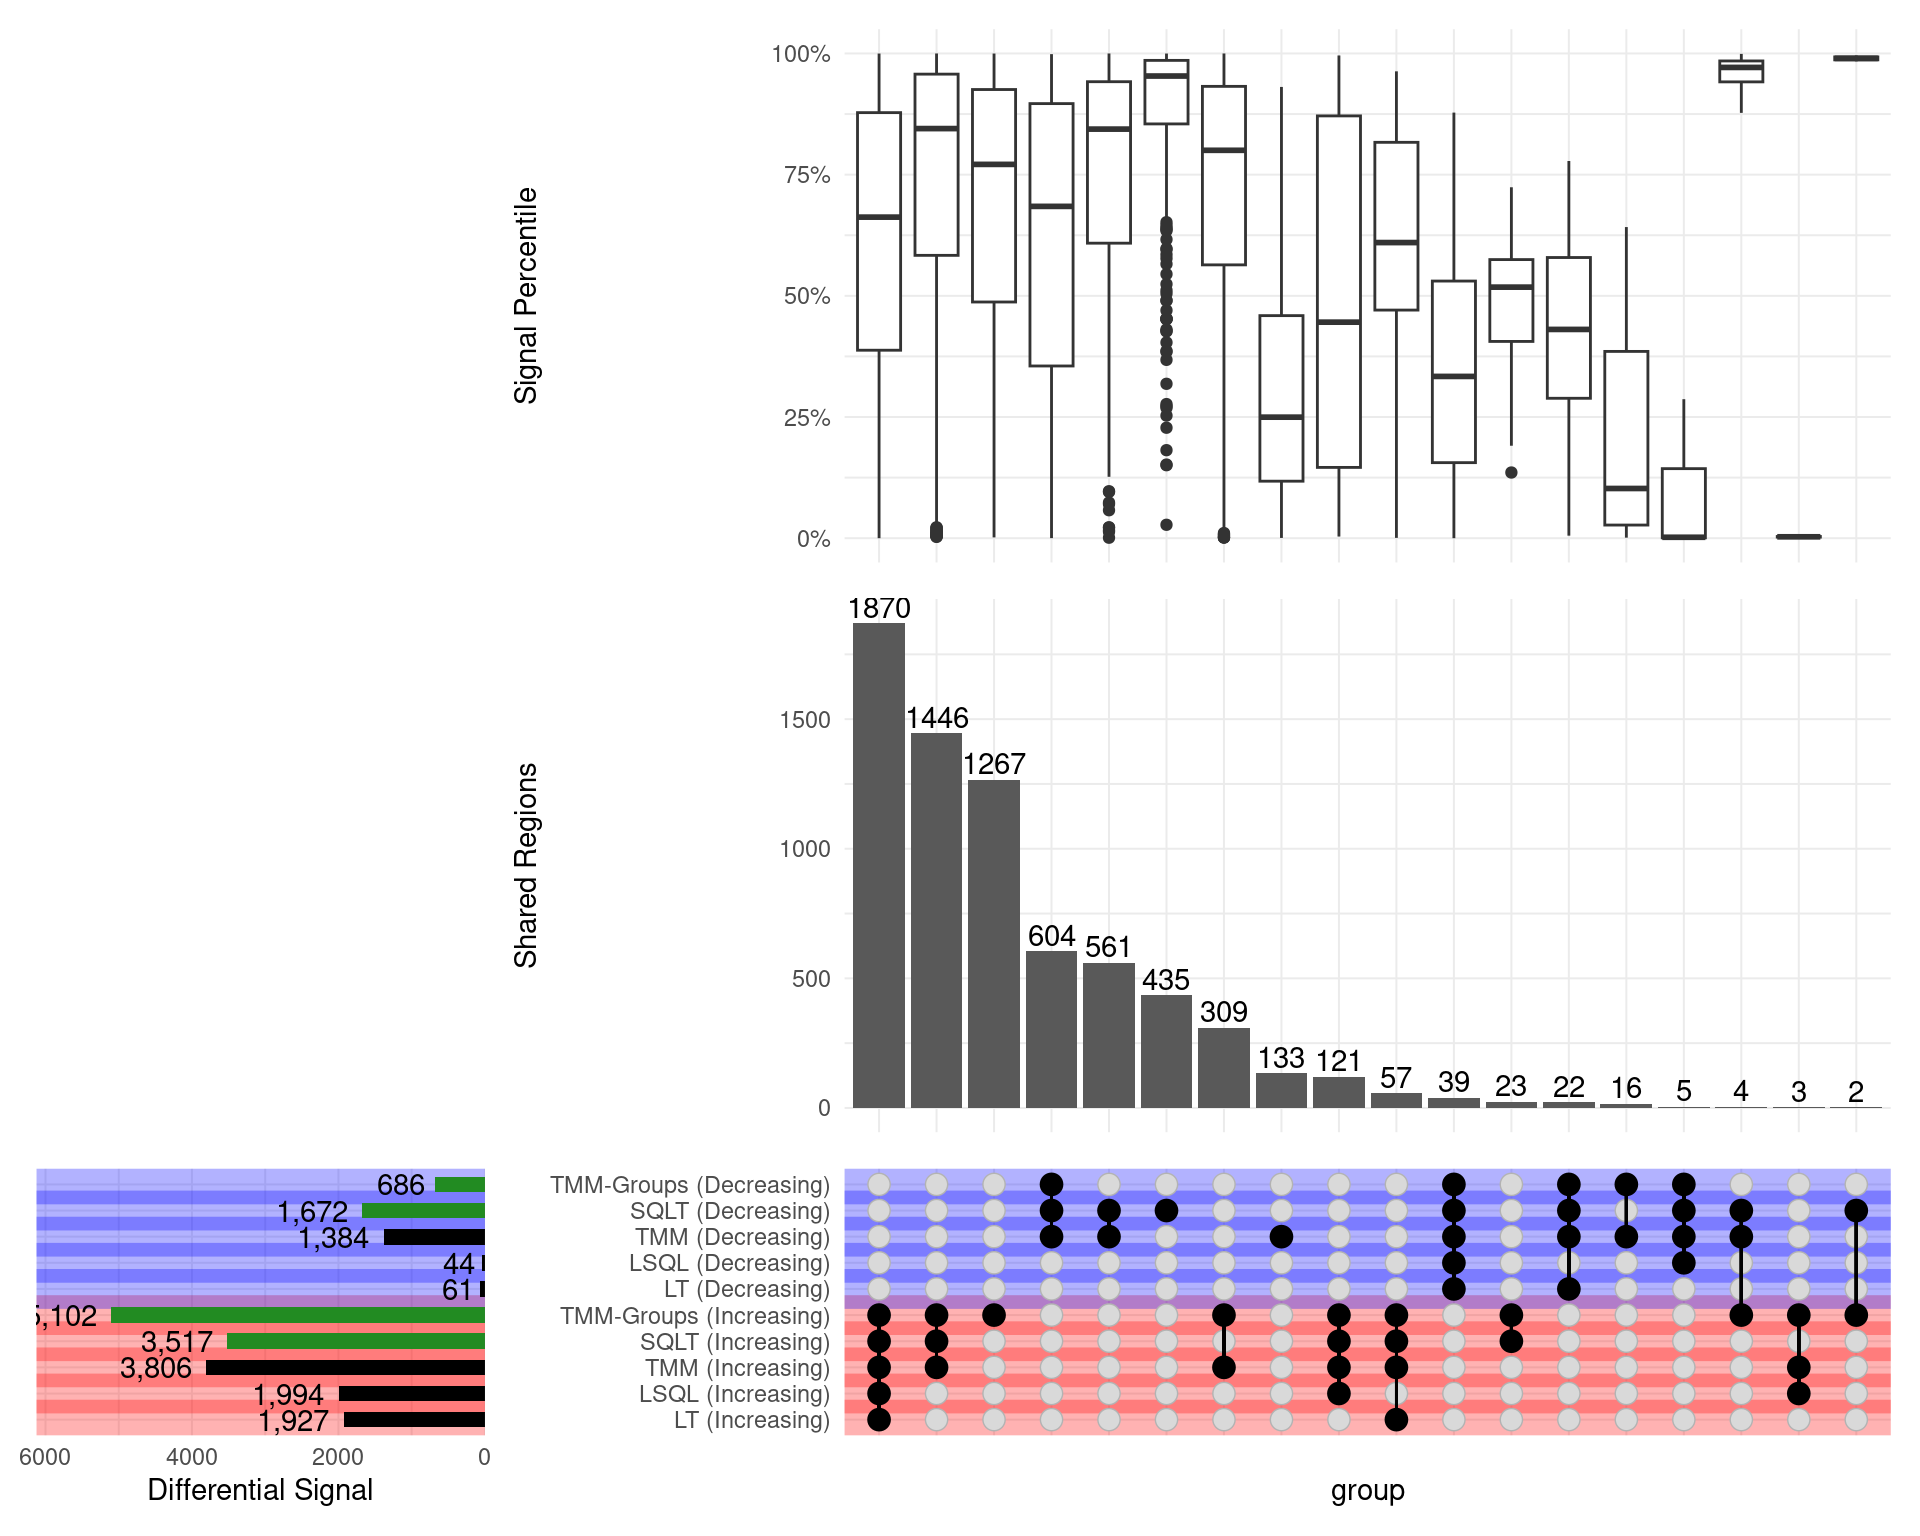 100%
75%
50%
25%
0%
Signal Percentile
1870
1446
1267
604
561
435
309
133
121
57
39
23
22
16
5
4
3
2
1500
1000
500
0
Shared Regions
686
1,672
1,384
44
61
5,102
3,517
3,806
1,994
1,927
6000 4000 2000 0
Differential Signal
TMM-Groups (Decreasing)
SQLT (Decreasing)
TMM (Decreasing)
LSQL (Decreasing)
LT (Decreasing)
TMM-Groups (Increasing)
SQLT (Increasing)
TMM (Increasing)
LSQL (Increasing)
LT (Increasing)
group